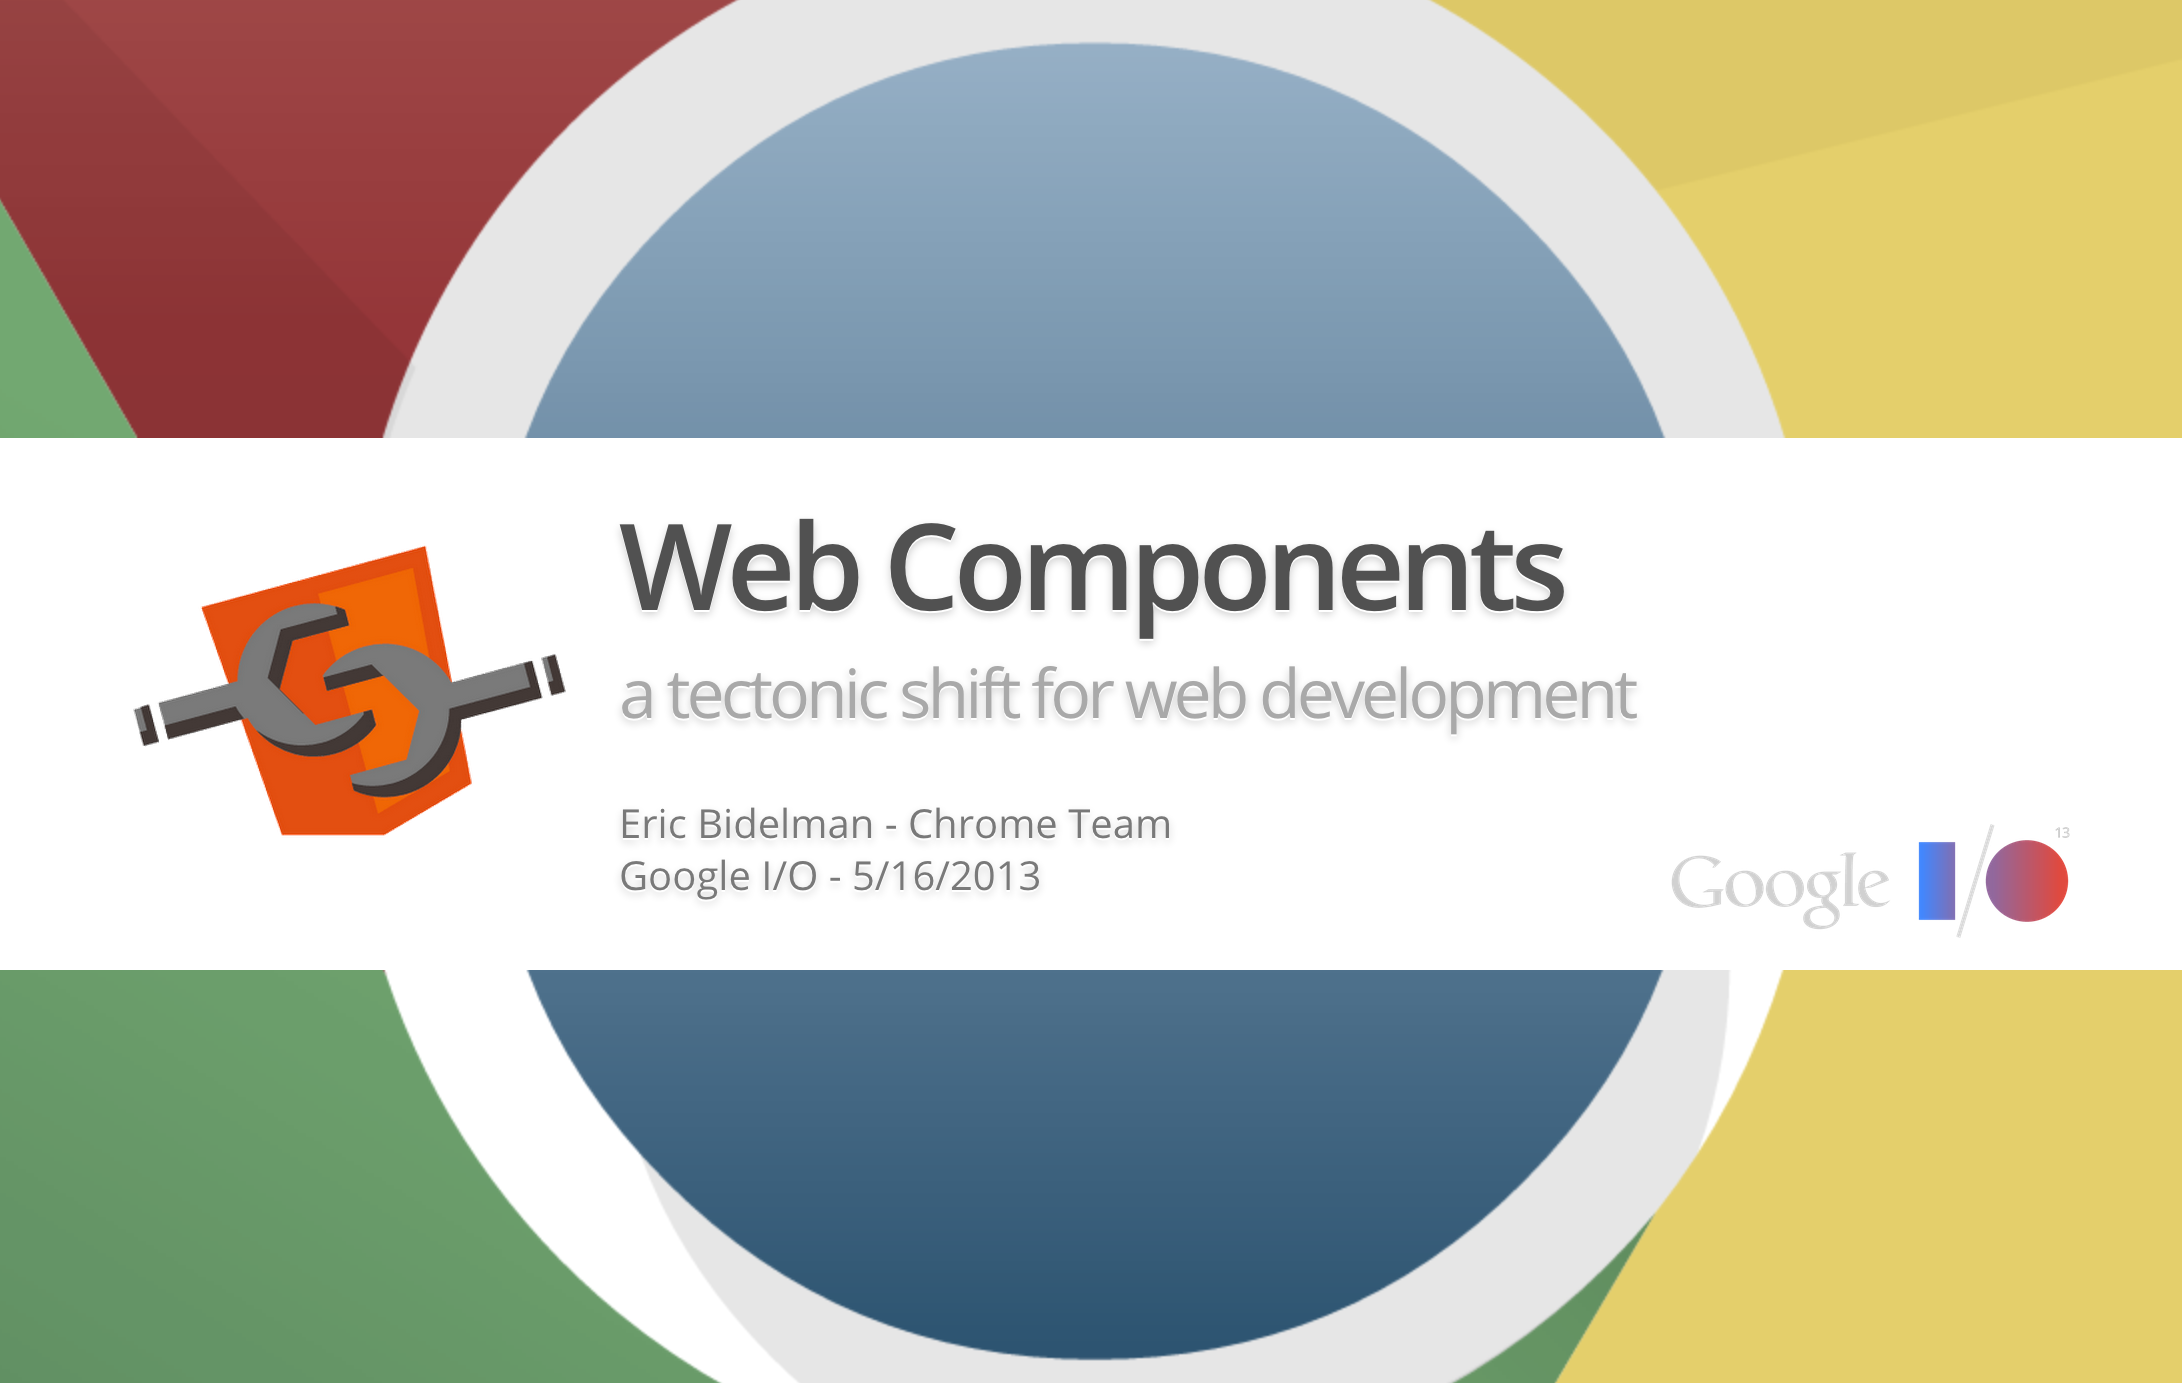 Web Components
a tectonic shift for web development
Eric Bidelman - Chrome Team
Google I/O - 5/16/2013
Google I/O 13